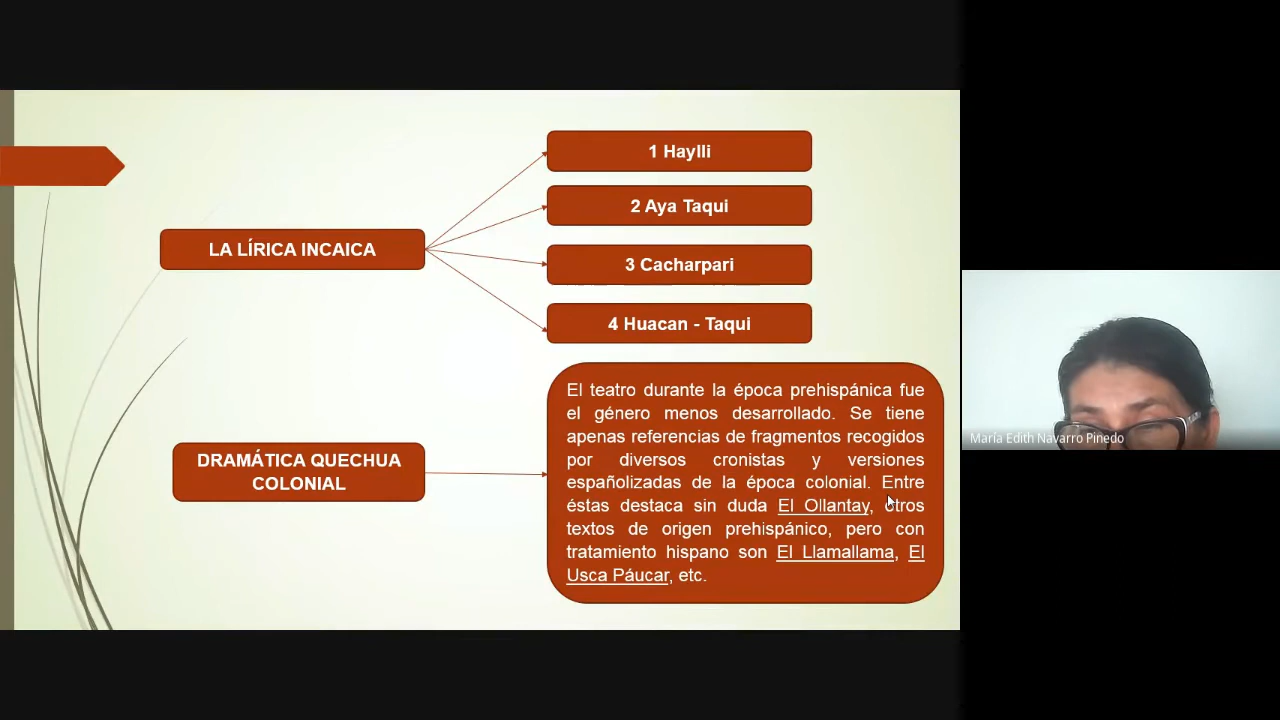 1 Haylli
2 Aya Taqui
LA LÍRICA INCAICA
3 Cacharpari
4 Huacan - Taqui
DRAMÁTICA QUECHUA
COLONIAL
El teatro durante la época prehispánica fue
el género menos desarrollado. Se tiene
apenas referencias de fragmentos recogidos
por diversos cronistas y versiones
españolizadas de la época colonial. Entre
éstas destaca sin duda El Ollantay, otros
textos de origen prehispánico, pero con
tratamiento hispano son El Llamallama, El
Usca Páucar, etc.
María Edith Navarro Pinedo